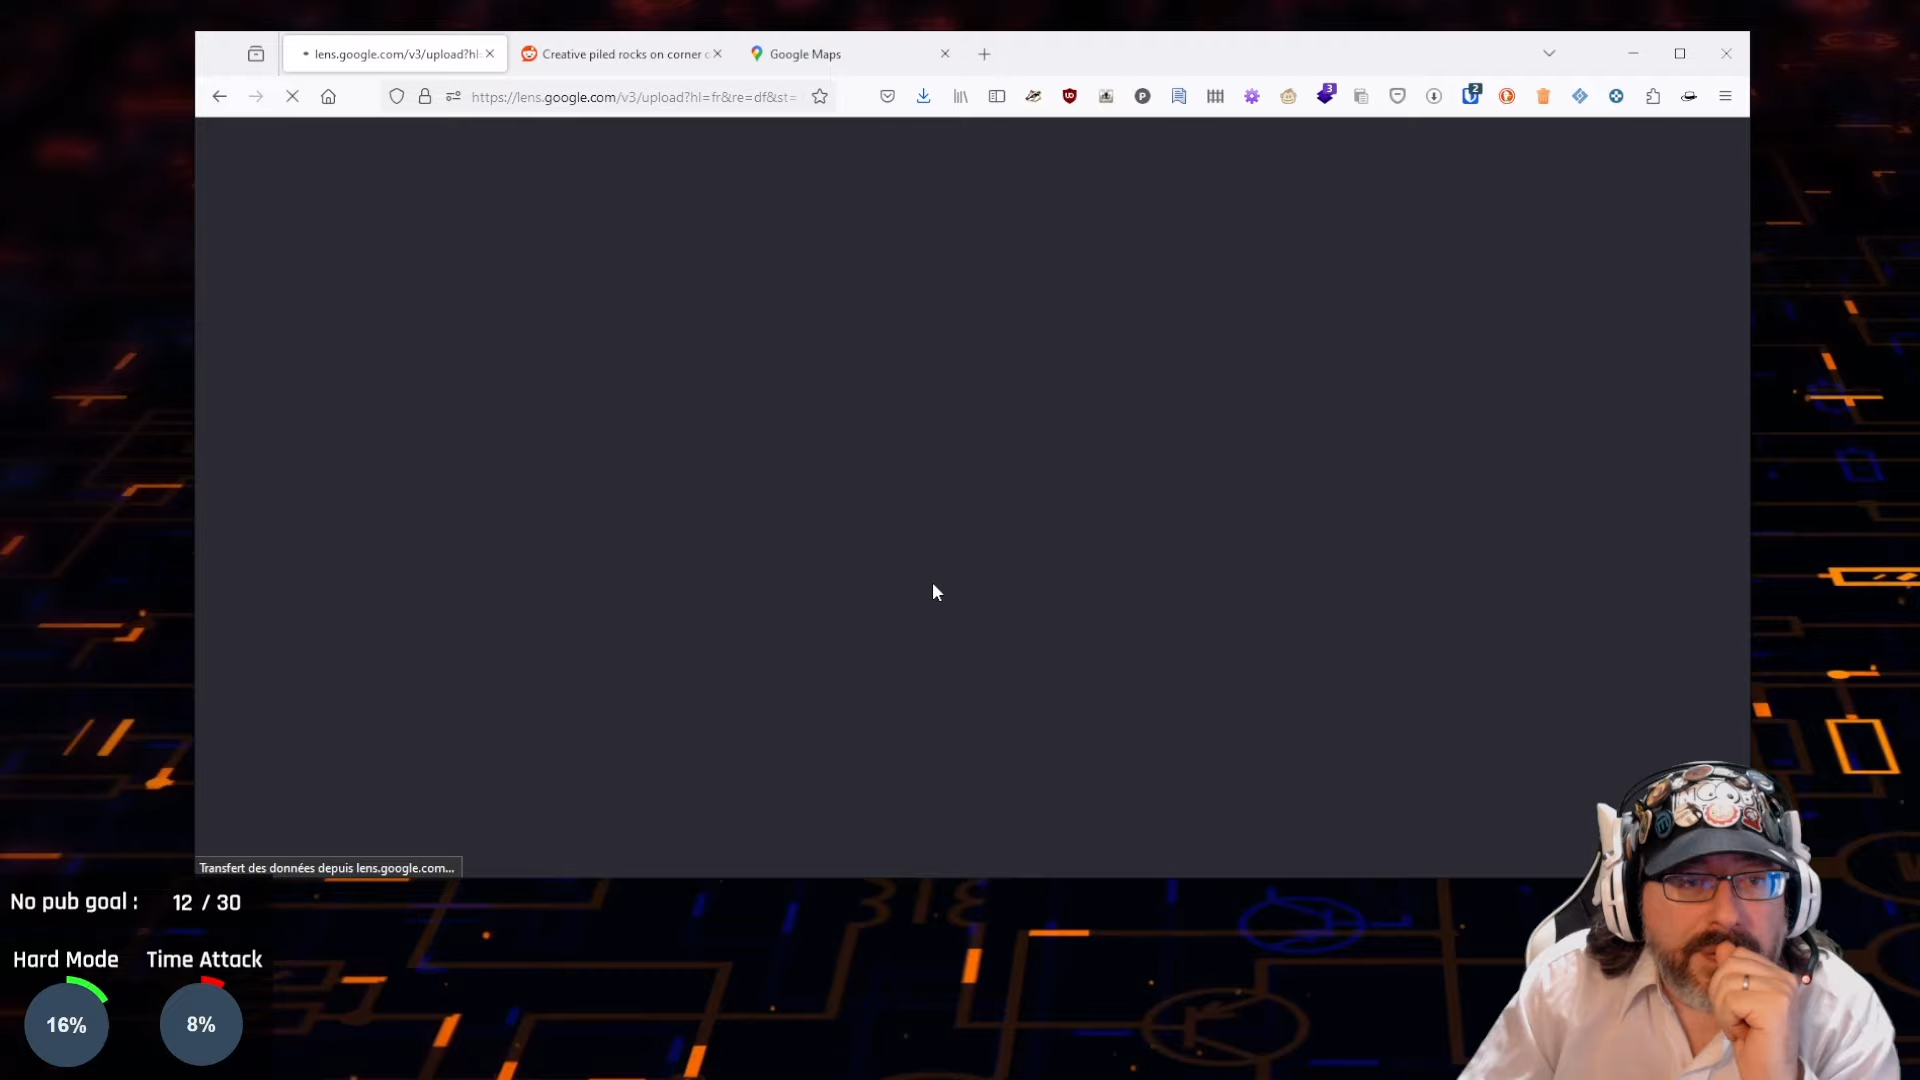 lens.google.com/v3/upload?hl=
Creative piled rocks on corner
Google Maps
https://lens.google.com/v3/upload?hl=fr&re=df&st=
3
2
Transfert des données depuis lens.google.com...
No pub goal : 12 / 30
Hard Mode
Time Attack
16%
8%